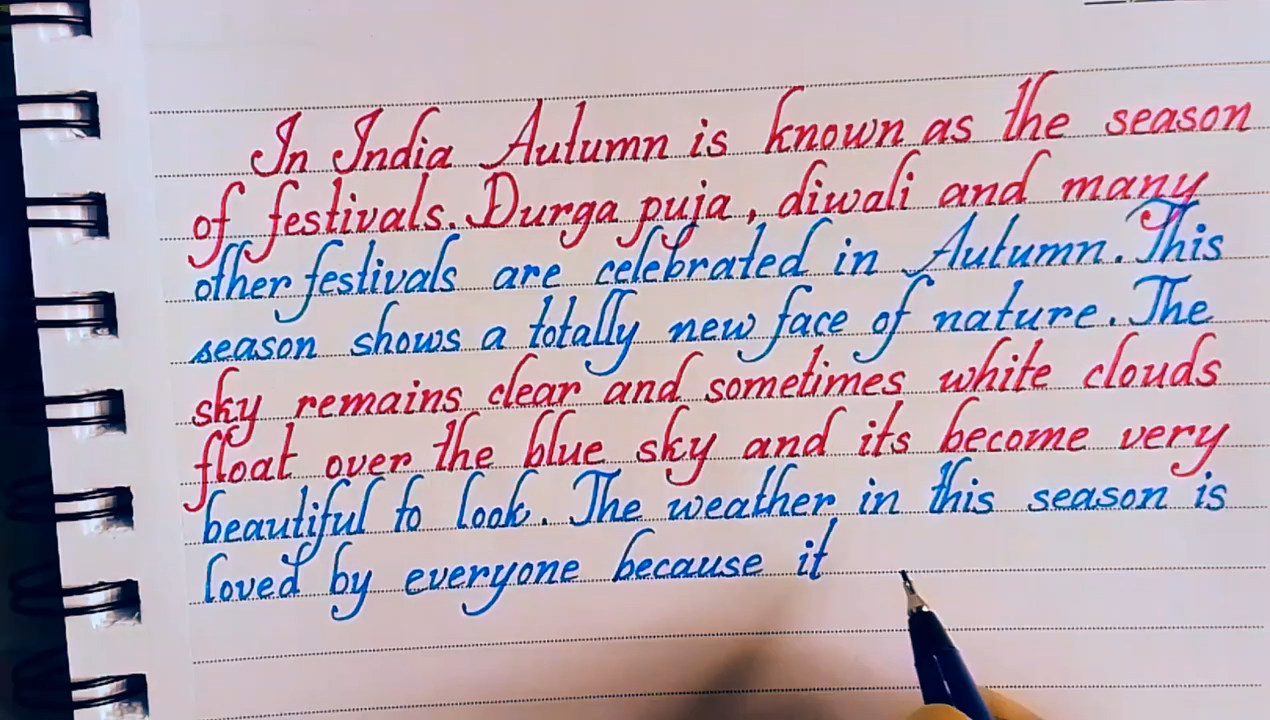 In India Autumn is known as the season
of festivals. Durga puja, diwali and many
other festivals are celebrated in Autumn. This
season shows a totally new face of nature. The
sky remains clear and sometimes white clouds
float over the blue sky and its become very
beautiful to look. The weather in this season is
loved by everyone because it